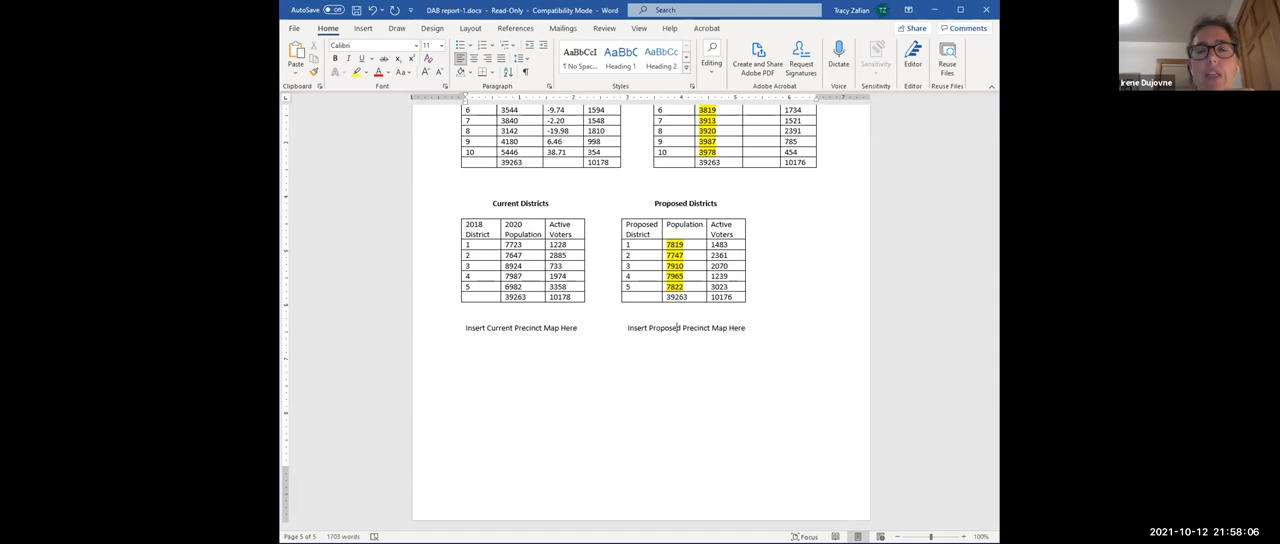 AutoSave Off DAB report-1.docx - Read-Only - Compatibility Mode - Word Search Tracy Zafian TZ
File Home Insert Draw Design Layout References Mailings Review View Help Acrobat Share Comments
Calibri 11
Paste
AaBbCcI AaBbC AaBbCc
¶ No Spac... Heading 1 Heading 2
Editing
Create and Share Adobe PDF
Request Signatures
Dictate
Sensitivity
Editor
Reuse Files
Clipboard Font Paragraph Styles Adobe Acrobat Voice Sensitivity Editor Reuse Files
Irene Dujovne
6 3544 -9.74 1594 6 3819 1734
7 3840 -2.20 1548 7 3913 1521
8 3142 -19.98 1810 8 3920 2391
9 4180 6.46 998 9 3987 785
10 5446 38.71 354 10 3978 454
39263 10178 39263 10176
Current Districts Proposed Districts
2018 2020 Active Proposed Population Active
District Population Voters District Voters
1 7723 1228 1 7819 1483
2 7647 2885 2 7747 2361
3 8924 733 3 7910 2070
4 7987 1974 4 7965 1239
5 6982 3358 5 7822 3023
39263 10178 39263 10176
Insert Current Precinct Map Here Insert Proposed Precinct Map Here
2021-10-12 21:58:06
Page 5 of 5 1703 words Focus 100%